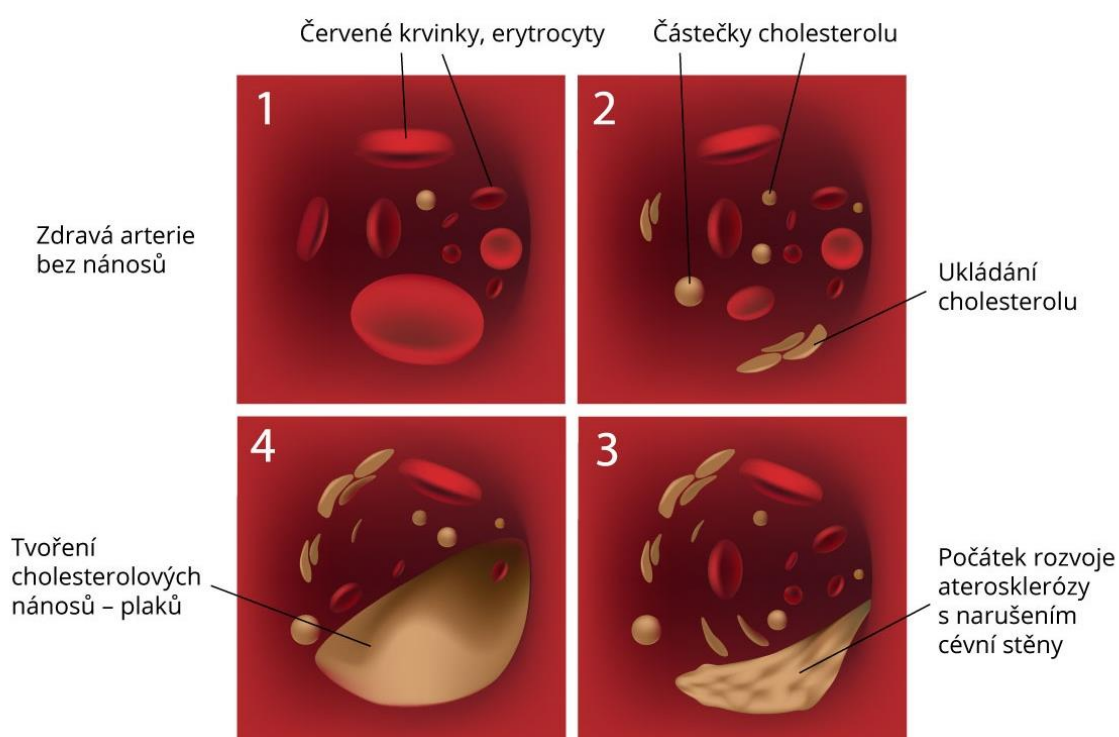 Červené krvinky, erytrocyty
Částečky cholesterolu
1
2
Zdravá arterie
bez nánosů
Ukládání
cholesterolu
4
3
Tvoření
cholesterolových
nánosů – plaků
Počátek rozvoje
aterosklerózy
s narušením
cévní stěny